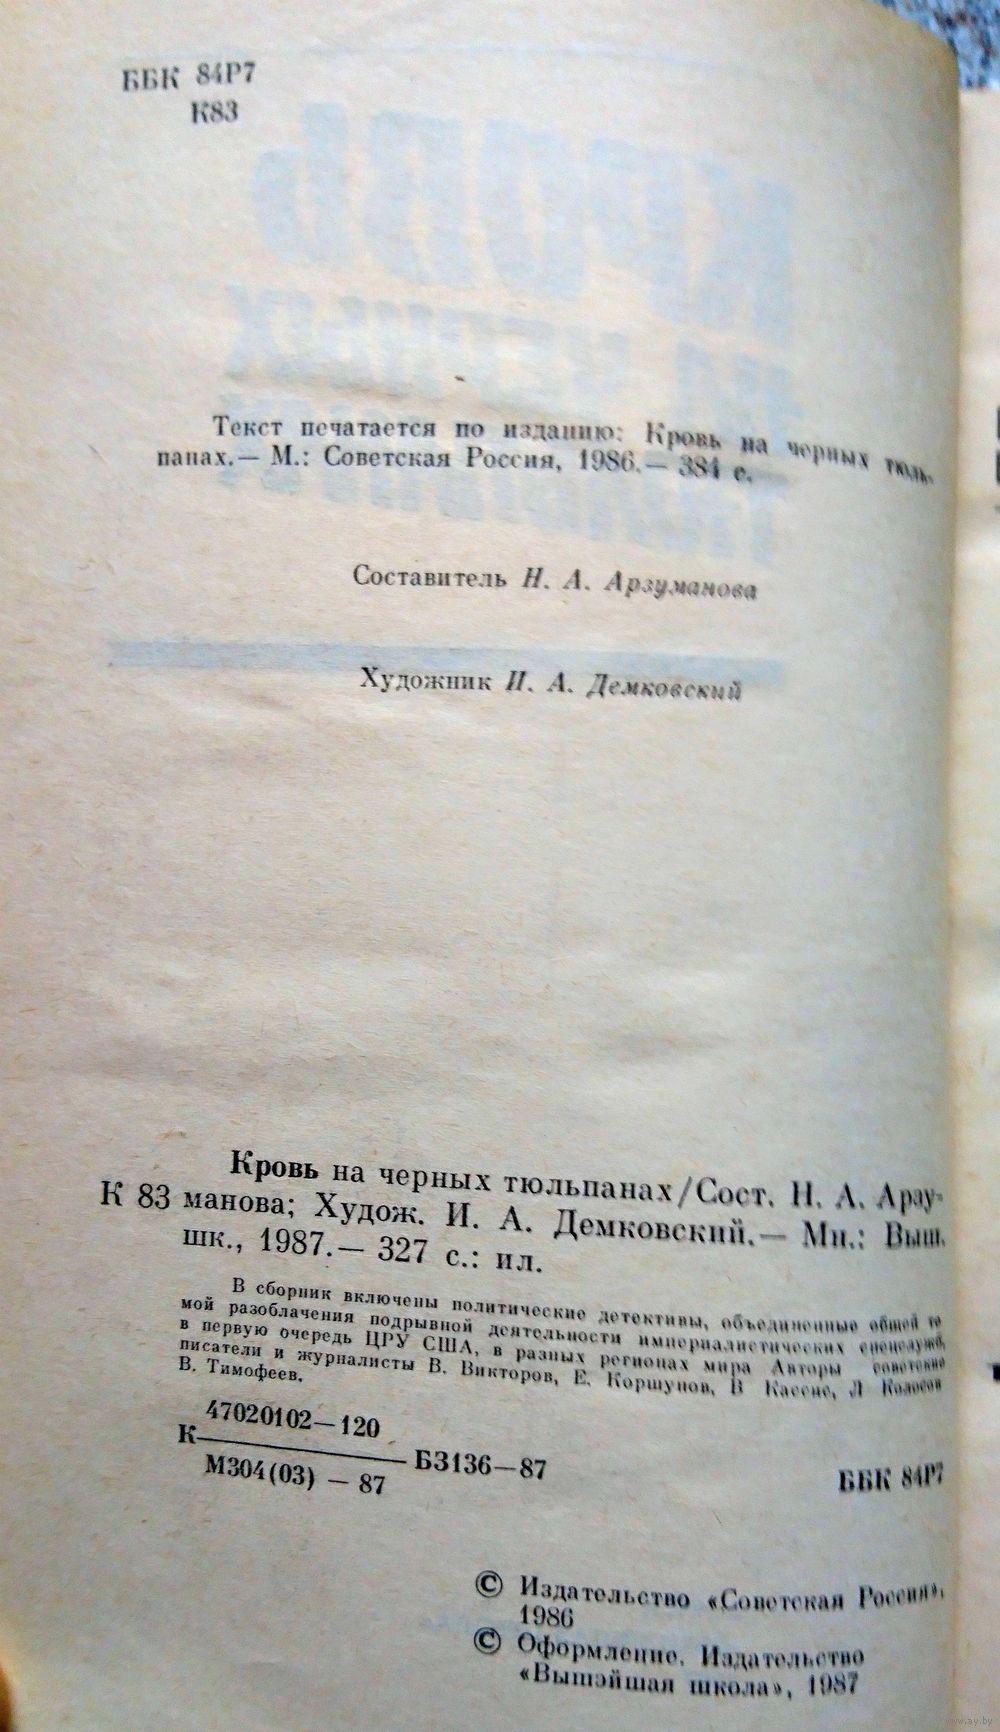 ББК 84Р7
К83
Текст печатается по изданию: Кровь на черных тюль-
панах.— М.: Советская Россия, 1986.— 384 с.
Составитель Н. А. Арзуманова
Художник И. А. Демковский
Кровь на черных тюльпанах/Сост. Н. А. Арзу-
К 83 манова; Худож. И. А. Демковский.— Мн.: Выш.
шк., 1987.— 327 с.: ил.
В сборник включены политические детективы, объединенные общей те
мой разоблачения подрывной деятельности империалистических спецслужб,
в первую очередь ЦРУ США, в разных регионах мира Авторы советские
писатели и журналисты В. Викторов, Е. Коршунов, В Кассис, Л Колосов
В. Тимофеев.
47020102—120
К— Б3136—87
М304(03) — 87
ББК 84Р7
© Издательство «Советская Россия»,
1986
© Оформление. Издательство
«Вышэйшая школа», 1987
www.ay.by